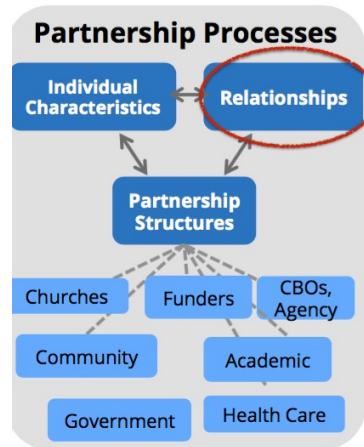 Partnership Processes
Individual
Characteristics
Relationships
Partnership
Structures
Churches
Funders
CBOs,
Agency
Community
Academic
Government
Health Care